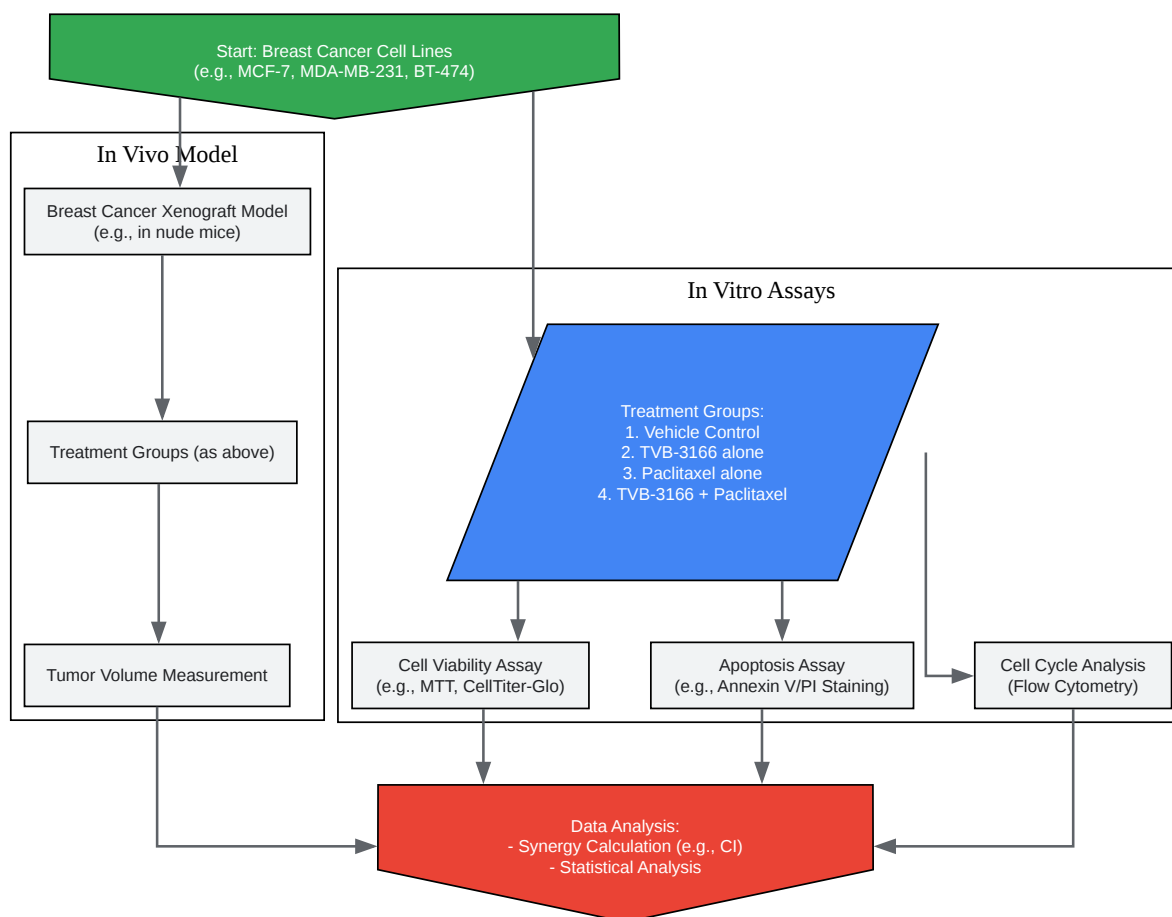 Start: Breast Cancer Cell Lines
(e.g., MCF-7, MDA-MB-231, BT-474)
In Vivo Model
Breast Cancer Xenograft Model
(e.g., in nude mice)
Treatment Groups (as above)
Tumor Volume Measurement
In Vitro Assays
Treatment Groups:
1. Vehicle Control
2. TVB-3166 alone
3. Paclitaxel alone
4. TVB-3166 + Paclitaxel
Cell Viability Assay
(e.g., MTT, CellTiter-Glo)
Apoptosis Assay
(e.g., Annexin V/PI Staining)
Cell Cycle Analysis
(Flow Cytometry)
Data Analysis:
- Synergy Calculation (e.g., CI)
- Statistical Analysis